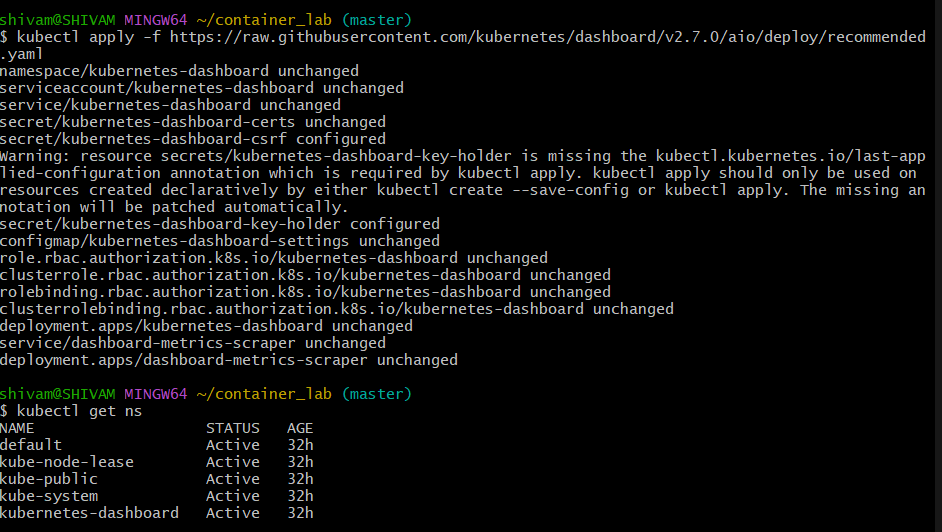 shivam@SHIVAM MINGW64 ~/container_lab (master)
$ kubectl apply -f https://raw.githubusercontent.com/kubernetes/dashboard/v2.7.0/aio/deploy/recommended
.yaml
namespace/kubernetes-dashboard unchanged
serviceaccount/kubernetes-dashboard unchanged
service/kubernetes-dashboard unchanged
secret/kubernetes-dashboard-certs unchanged
secret/kubernetes-dashboard-csrf configured
Warning: resource secrets/kubernetes-dashboard-key-holder is missing the kubectl.kubernetes.io/last-app
lied-configuration annotation which is required by kubectl apply. kubectl apply should only be used on
resources created declaratively by either kubectl create --save-config or kubectl apply. The missing an
notation will be patched automatically.
secret/kubernetes-dashboard-key-holder configured
configmap/kubernetes-dashboard-settings unchanged
role.rbac.authorization.k8s.io/kubernetes-dashboard unchanged
clusterrole.rbac.authorization.k8s.io/kubernetes-dashboard unchanged
rolebinding.rbac.authorization.k8s.io/kubernetes-dashboard unchanged
clusterrolebinding.rbac.authorization.k8s.io/kubernetes-dashboard unchanged
deployment.apps/kubernetes-dashboard unchanged
service/dashboard-metrics-scraper unchanged
deployment.apps/dashboard-metrics-scraper unchanged
shivam@SHIVAM MINGW64 ~/container_lab (master)
$ kubectl get ns
NAME STATUS AGE
default Active 32h
kube-node-lease Active 32h
kube-public Active 32h
kube-system Active 32h
kubernetes-dashboard Active 32h